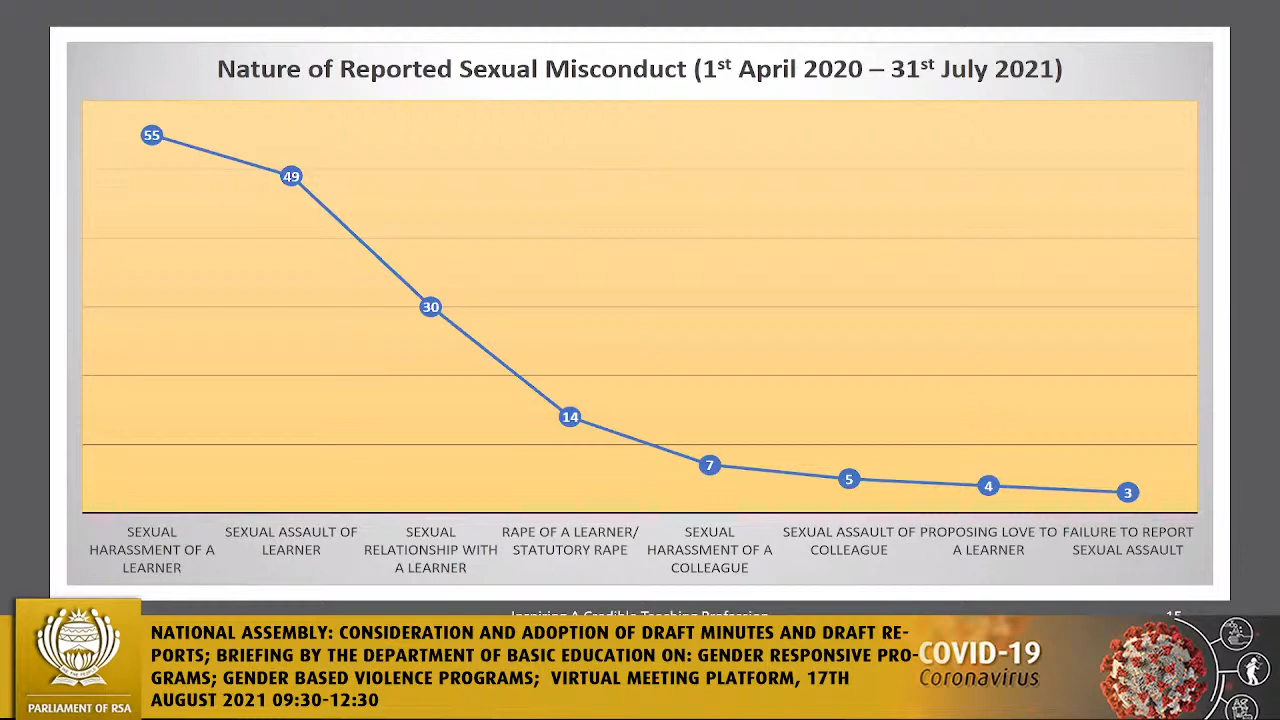 Nature of Reported Sexual Misconduct (1st April 2020 – 31st July 2021)
55
49
30
14
7
5
4
3
SEXUAL
HARASSMENT OF A
LEARNER
SEXUAL ASSAULT OF
LEARNER
SEXUAL
RELATIONSHIP WITH
A LEARNER
RAPE OF A LEARNER/
STATUTORY RAPE
SEXUAL
HARASSMENT OF A
COLLEAGUE
SEXUAL ASSAULT OF
COLLEAGUE
PROPOSING LOVE TO
A LEARNER
FAILURE TO REPORT
SEXUAL ASSAULT
Inspiring A Credible Teaching Profession
15
NATIONAL ASSEMBLY: CONSIDERATION AND ADOPTION OF DRAFT MINUTES AND DRAFT RE-
PORTS; BRIEFING BY THE DEPARTMENT OF BASIC EDUCATION ON: GENDER RESPONSIVE PRO-
GRAMS; GENDER BASED VIOLENCE PROGRAMS; VIRTUAL MEETING PLATFORM, 17TH
AUGUST 2021 09:30-12:30
PARLIAMENT OF RSA
COVID-19
Coronavirus